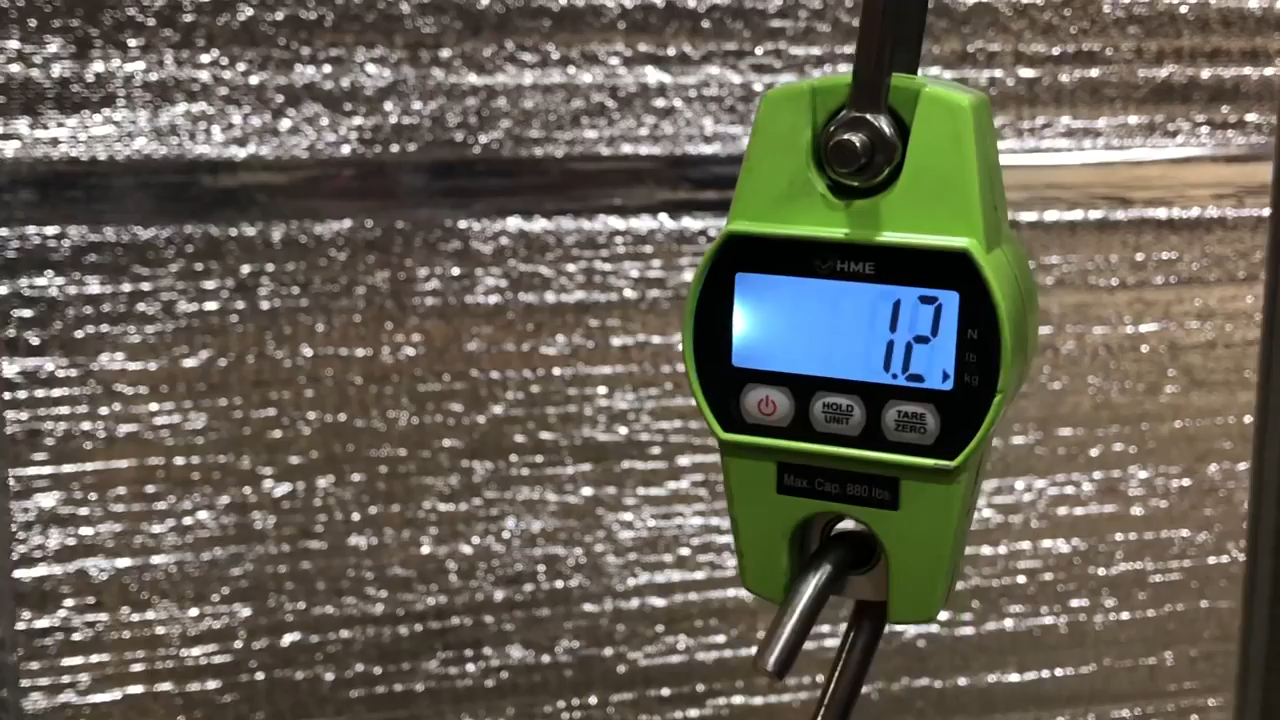 HME
1.2
N
lb
kg
HOLD
UNIT
TARE
ZERO
Max. Cap. 880 lbs